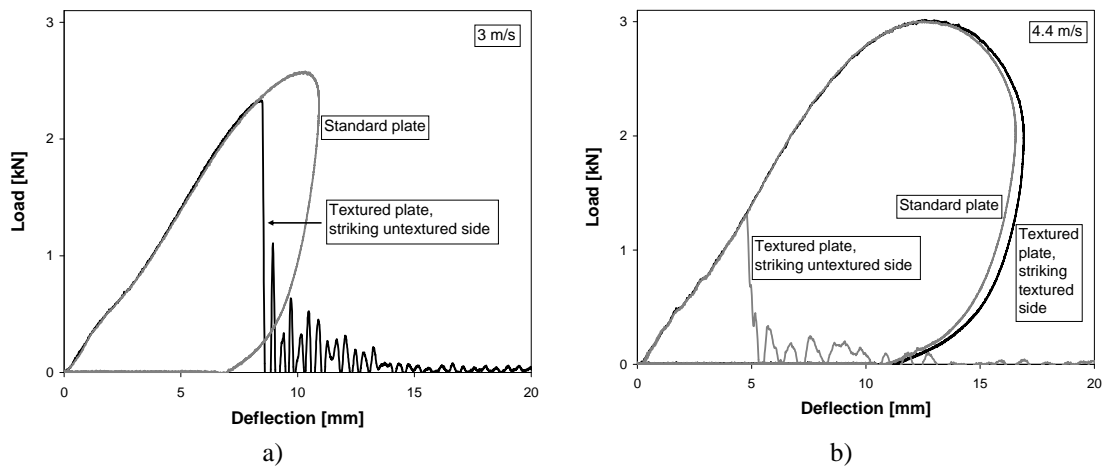 3
2
1
0
0
5
10
15
20
Load [kN]
Deflection [mm]
3 m/s
Standard plate
Textured plate,
striking untextured side
a)
3
2
1
0
0
5
10
15
20
Load [kN]
Deflection [mm]
4.4 m/s
Standard plate
Textured plate,
striking untextured side
Textured
plate,
striking
textured
side
b)